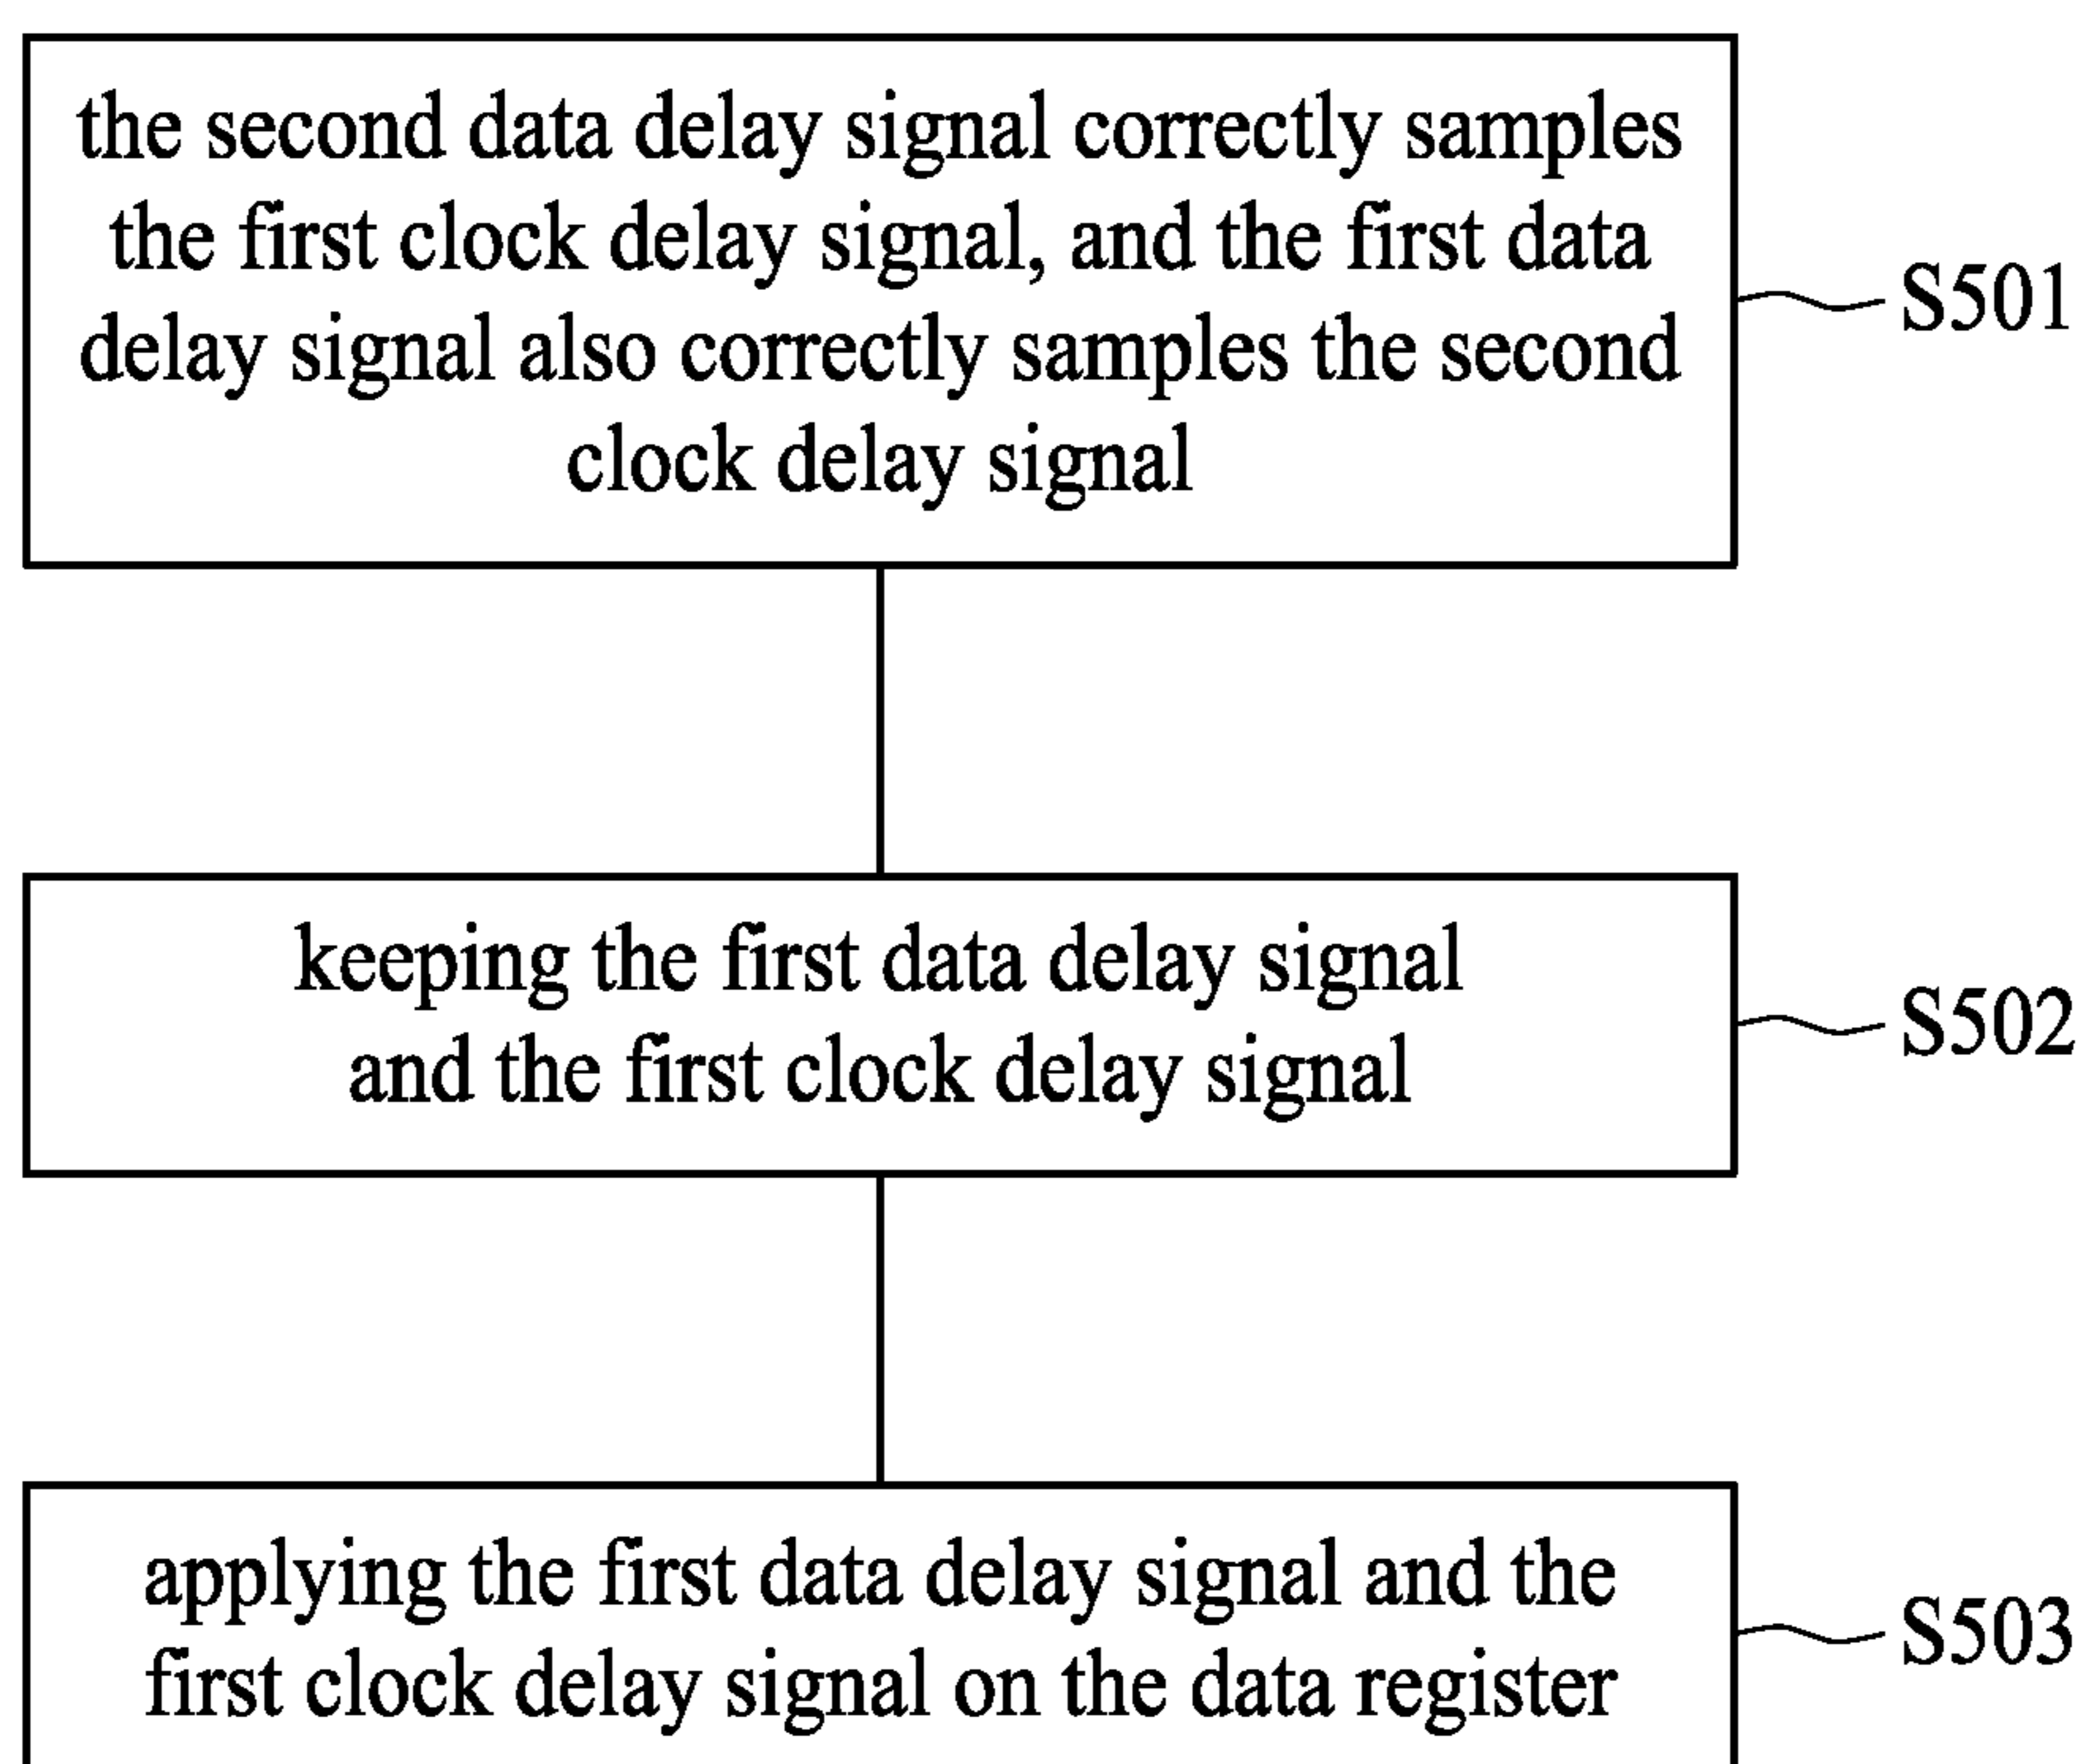 the second data delay signal correctly samples
the first clock delay signal, and the first data
delay signal also correctly samples the second
clock delay signal
S501
keeping the first data delay signal
and the first clock delay signal
S502
applying the first data delay signal and the
first clock delay signal on the data register
S503